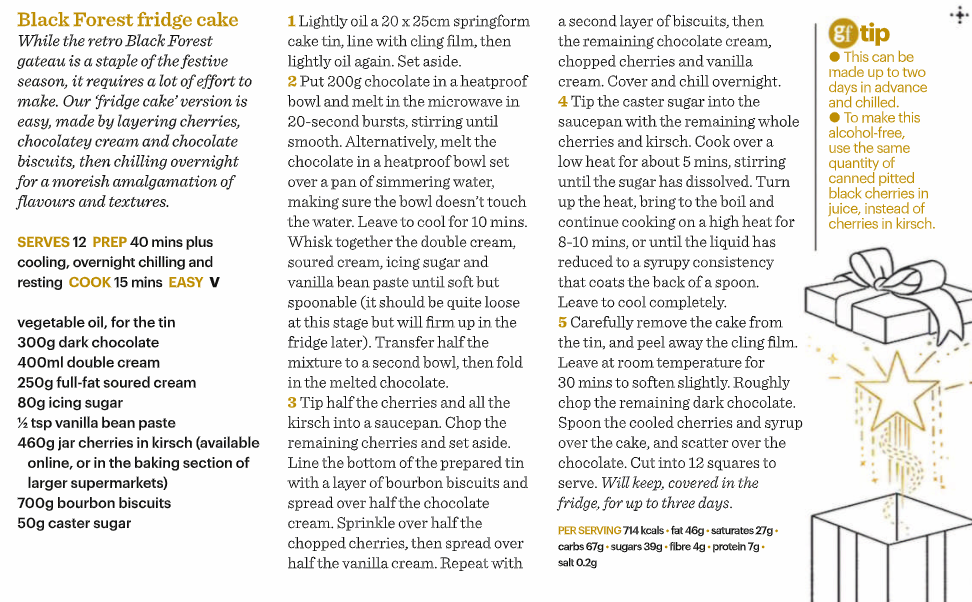 Black Forest fridge cake
While the retro Black Forest
gateau is a staple of the festive
season, it requires a lot of effort to
make. Our 'fridge cake' version is
easy, made by layering cherries,
chocolatey cream and chocolate
biscuits, then chilling overnight
for a moreish amalgamation of
flavours and textures.
SERVES 12 PREP 40 mins plus
cooling, overnight chilling and
resting COOK 15 mins EASY V
vegetable oil, for the tin
300g dark chocolate
400ml double cream
250g full-fat soured cream
80g icing sugar
½ tsp vanilla bean paste
460g jar cherries in kirsch (available
online, or in the baking section of
larger supermarkets)
700g bourbon biscuits
50g caster sugar
1 Lightly oil a 20 x 25cm springform
cake tin, line with cling film, then
lightly oil again. Set aside.
2 Put 200g chocolate in a heatproof
bowl and melt in the microwave in
20-second bursts, stirring until
smooth. Alternatively, melt the
chocolate in a heatproof bowl set
over a pan of simmering water,
making sure the bowl doesn't touch
the water. Leave to cool for 10 mins.
Whisk together the double cream,
soured cream, icing sugar and
vanilla bean paste until soft but
spoonable (it should be quite loose
at this stage but will firm up in the
fridge later). Transfer half the
mixture to a second bowl, then fold
in the melted chocolate.
3 Tip half the cherries and all the
kirsch into a saucepan. Chop the
remaining cherries and set aside.
Line the bottom of the prepared tin
with a layer of bourbon biscuits and
spread over half the chocolate
cream. Sprinkle over half the
chopped cherries, then spread over
half the vanilla cream. Repeat with
a second layer of biscuits, then
the remaining chocolate cream,
chopped cherries and vanilla
cream. Cover and chill overnight.
4 Tip the caster sugar into the
saucepan with the remaining whole
cherries and kirsch. Cook over a
low heat for about 5 mins, stirring
until the sugar has dissolved. Turn
up the heat, bring to the boil and
continue cooking on a high heat for
8-10 mins, or until the liquid has
reduced to a syrupy consistency
that coats the back of a spoon.
Leave to cool completely.
5 Carefully remove the cake from
the tin, and peel away the cling film.
Leave at room temperature for
30 mins to soften slightly. Roughly
chop the remaining dark chocolate.
Spoon the cooled cherries and syrup
over the cake, and scatter over the
chocolate. Cut into 12 squares to
serve. Will keep, covered in the
fridge, for up to three days.
PER SERVING 714 kcals • fat 46g • saturates 27g •
carbs 67g • sugars 39g • fibre 4g • protein 7g •
salt 0.2g
gf tip
● This can be
made up to two
days in advance
and chilled.
● To make this
alcohol-free,
use the same
quantity of
canned pitted
black cherries in
juice, instead of
cherries in kirsch.